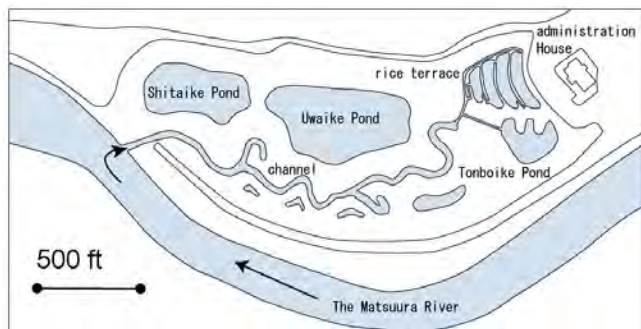 administration
House
rice terrace
Shitaike Pond
Uwaike Pond
channel
Tonboike Pond
500 ft
The Matsuura River